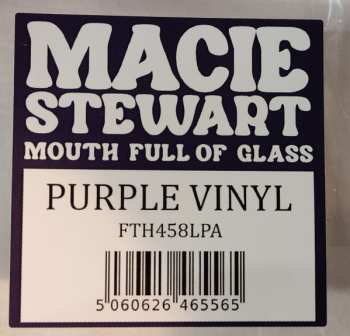 MACIE
STEWART
MOUTH FULL OF GLASS
PURPLE VINYL
FTH458LPA
5 060626 465565